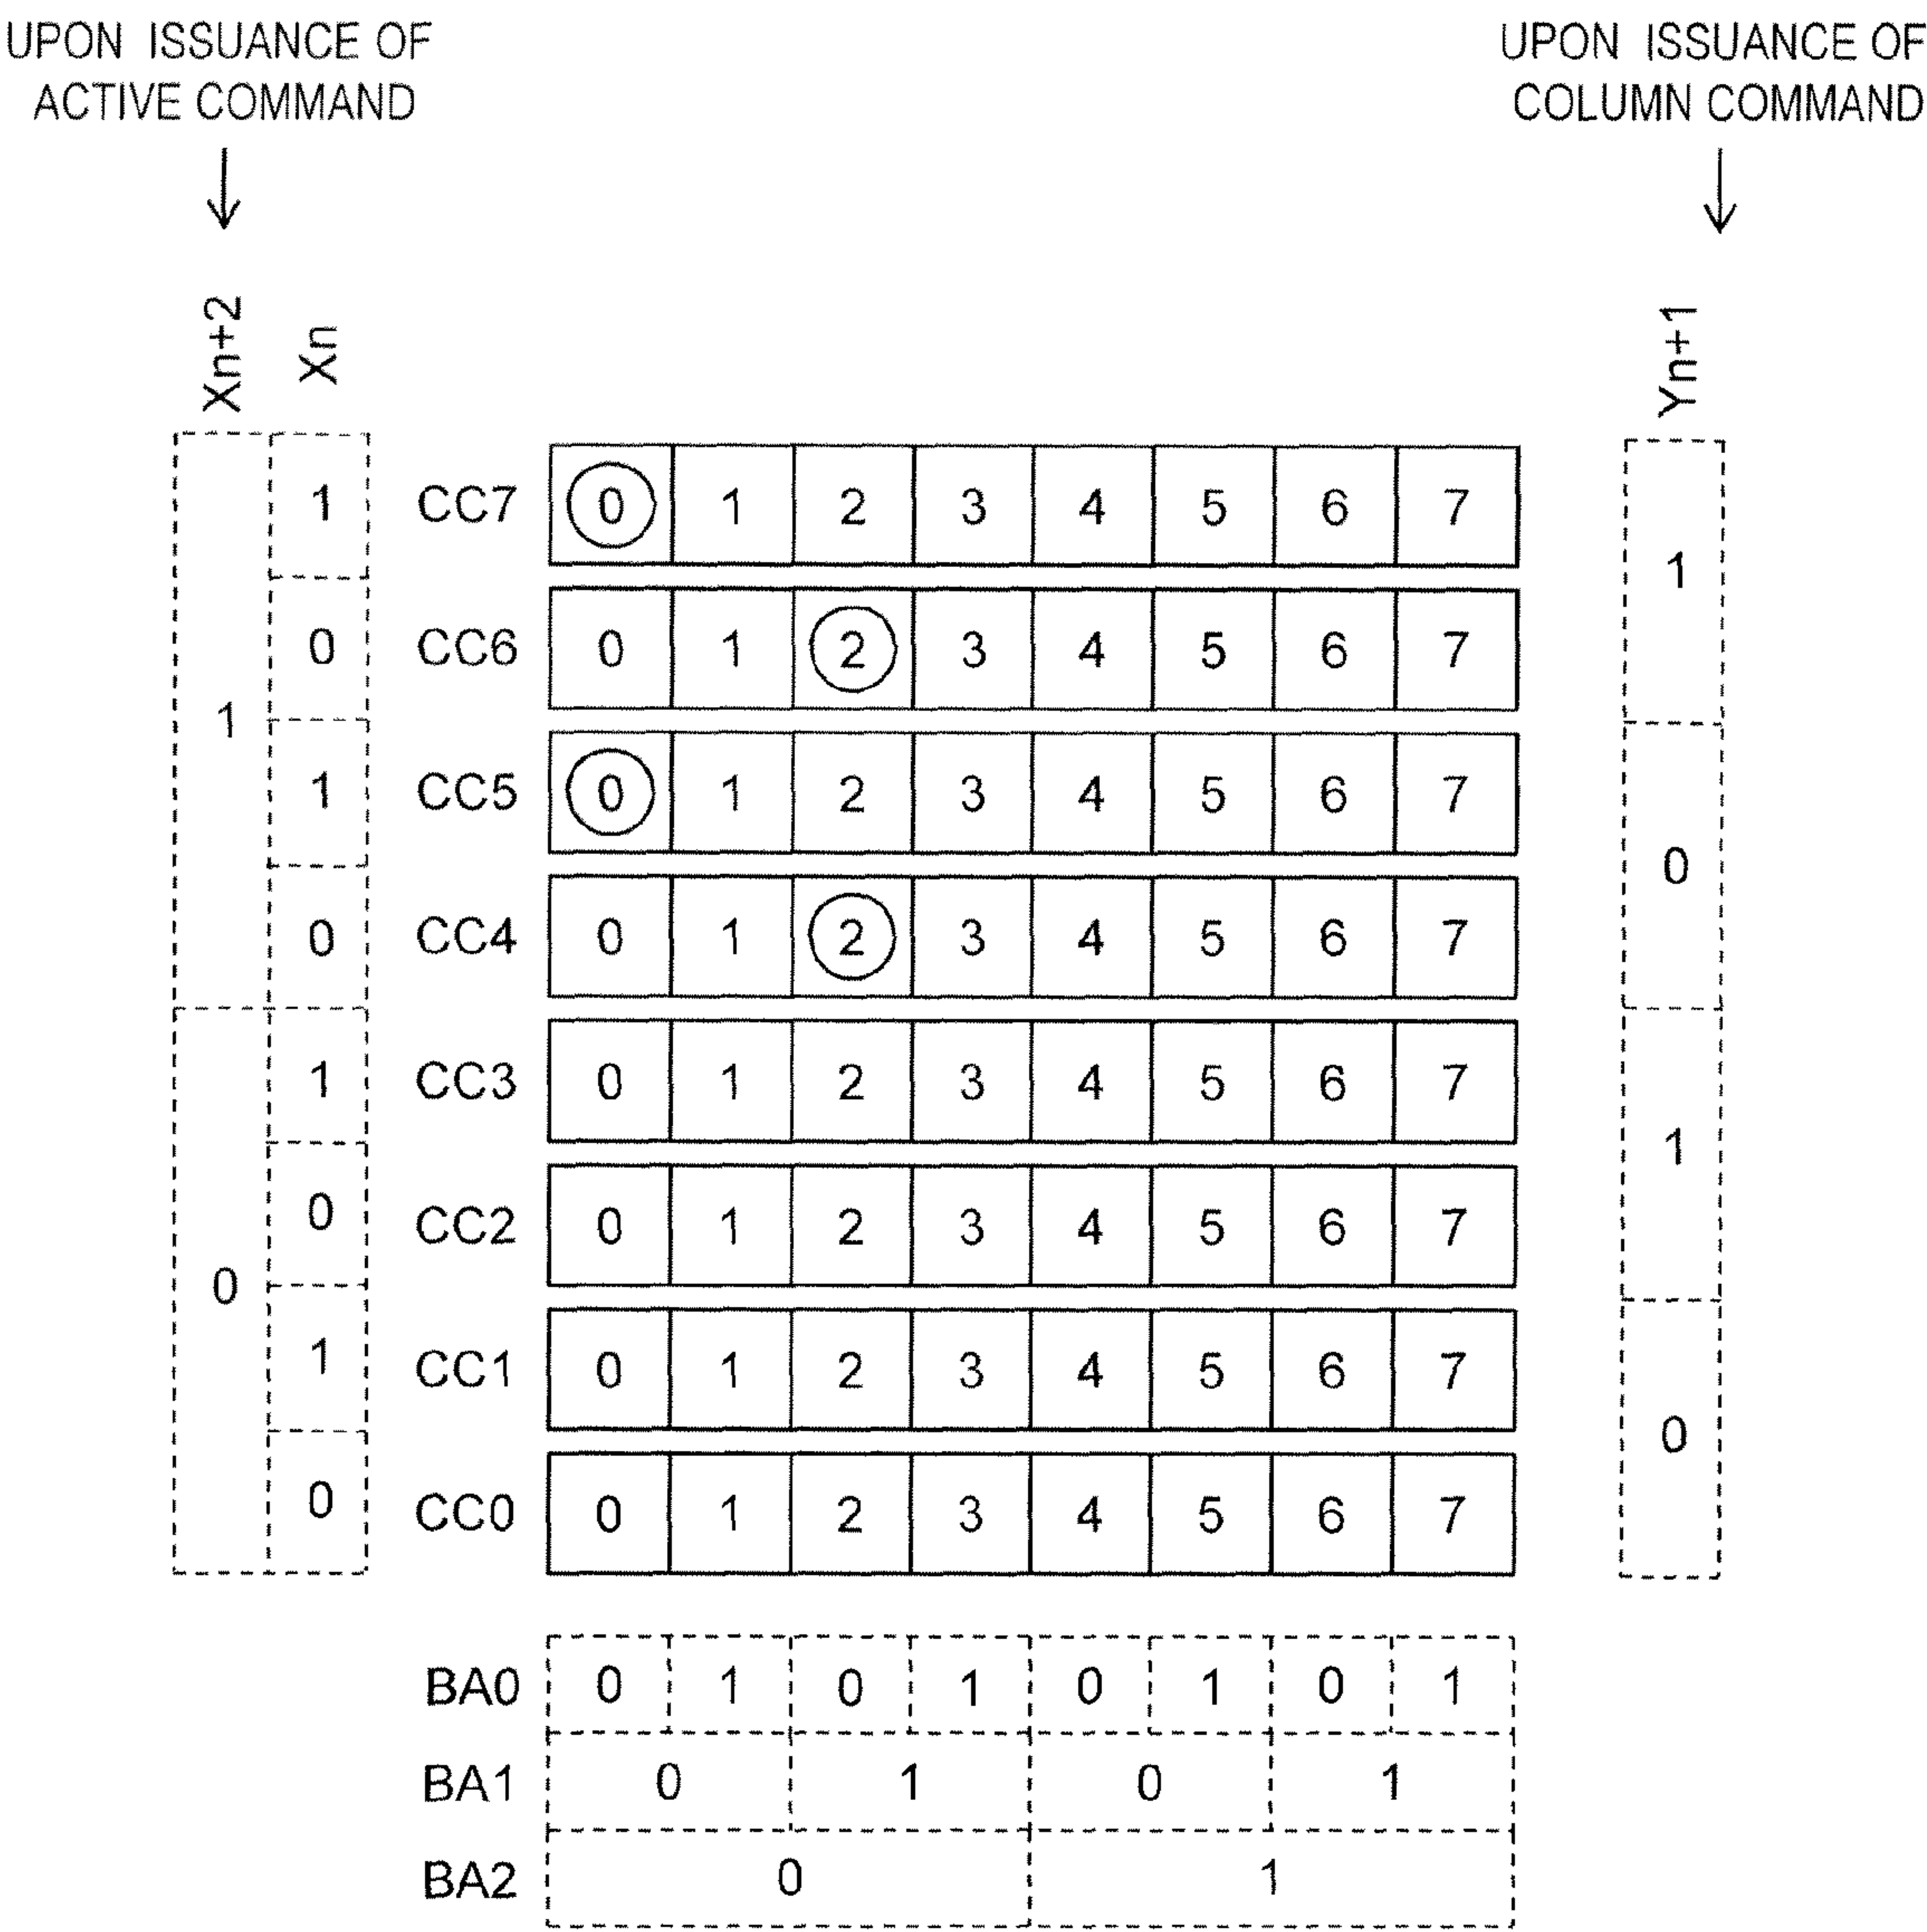 UPON ISSUANCE OF
ACTIVE COMMAND
UPON ISSUANCE OF
COLUMN COMMAND
Xn+2
Xn
Yn+1
1
0
1
0
1
0
1
0
1
0
CC7 0 1 2 3 4 5 6 7
CC6 0 1 2 3 4 5 6 7
CC5 0 1 2 3 4 5 6 7
CC4 0 1 2 3 4 5 6 7
CC3 0 1 2 3 4 5 6 7
CC2 0 1 2 3 4 5 6 7
CC1 0 1 2 3 4 5 6 7
CC0 0 1 2 3 4 5 6 7
1
0
1
0
BA0 0 1 0 1 0 1 0 1
BA1 0 1 0 1
BA2 0 1